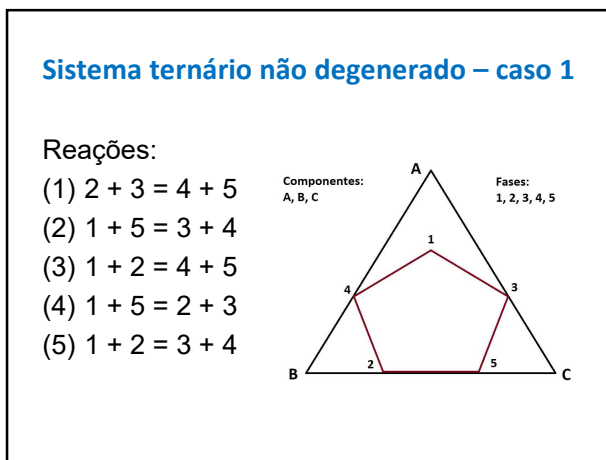 Sistema ternário não degenerado – caso 1
Reações:
(1) 2 + 3 = 4 + 5
(2) 1 + 5 = 3 + 4
(3) 1 + 2 = 4 + 5
(4) 1 + 5 = 2 + 3
(5) 1 + 2 = 3 + 4
Componentes:
A, B, C
A
Fases:
1, 2, 3, 4, 5
1
4
3
B
2
5
C